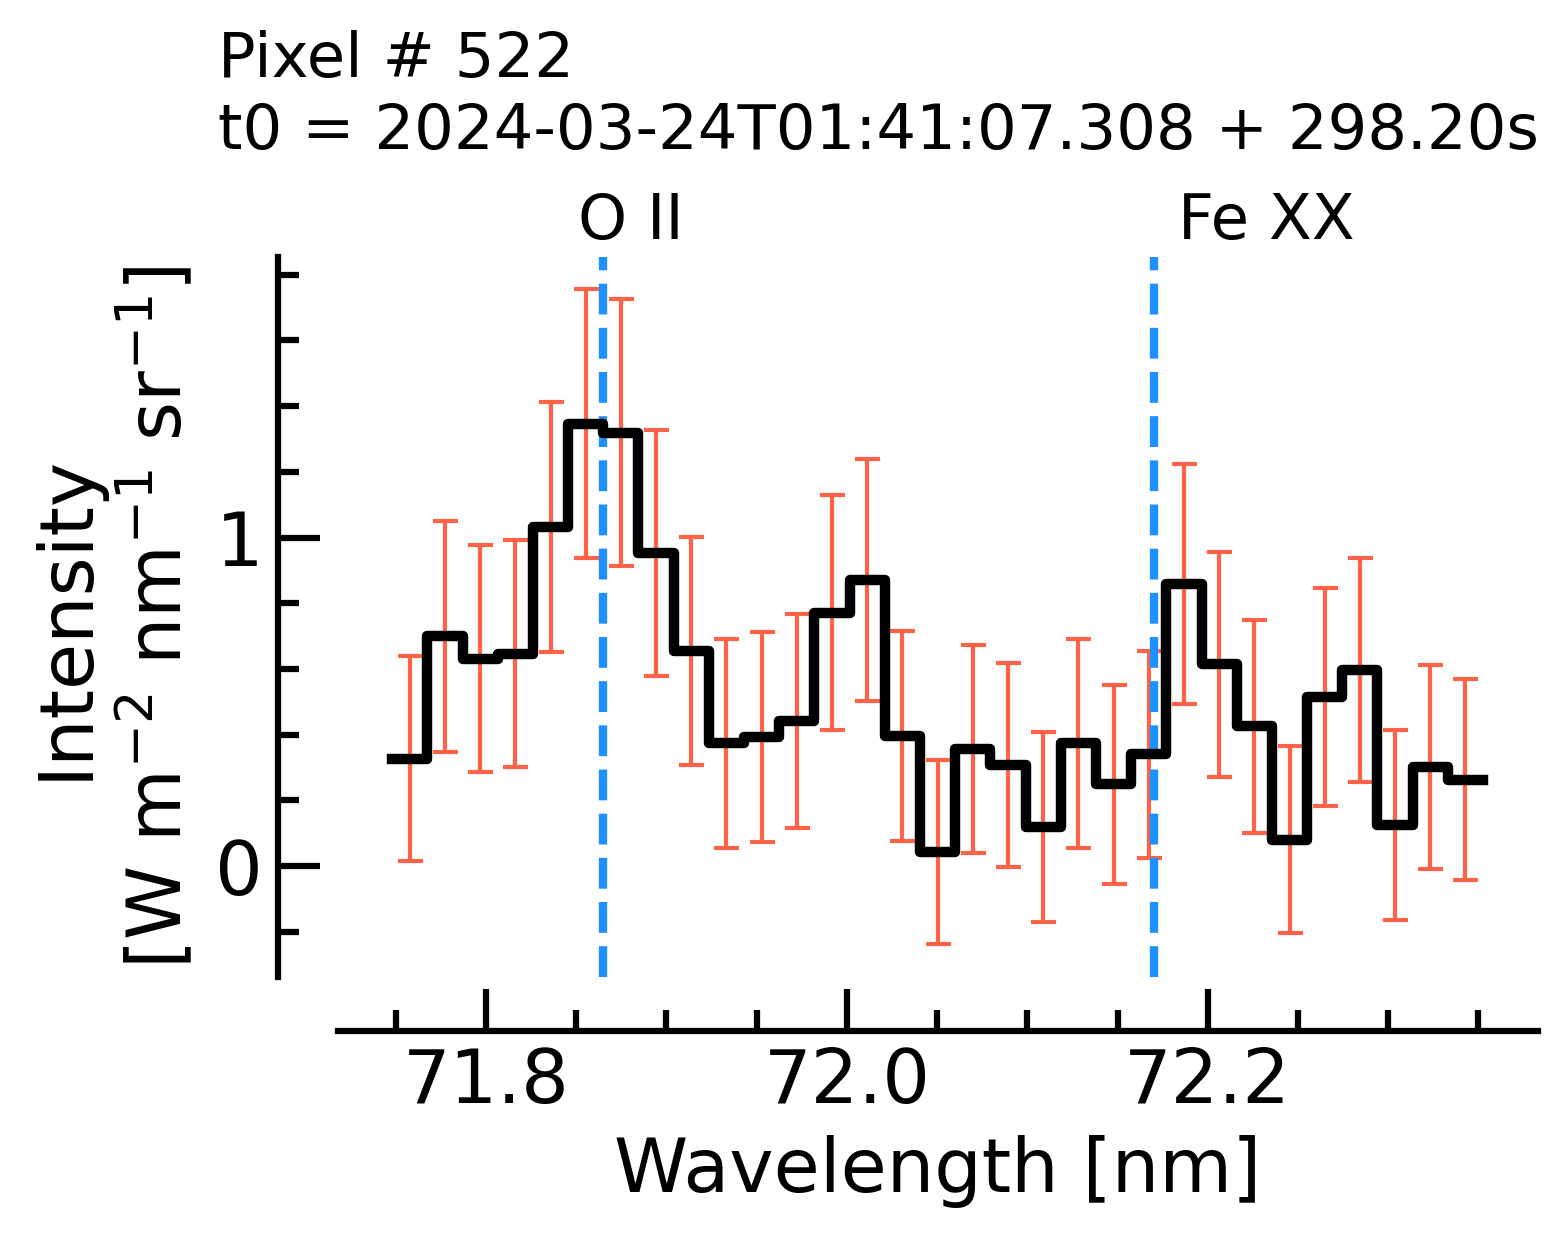 Pixel # 522
t0 = 2024-03-24T01:41:07.308 + 298.20s
O II
Fe XX
Intensity
[W m⁻² nm⁻¹ sr⁻¹]
1
0
71.8
72.0
72.2
Wavelength [nm]